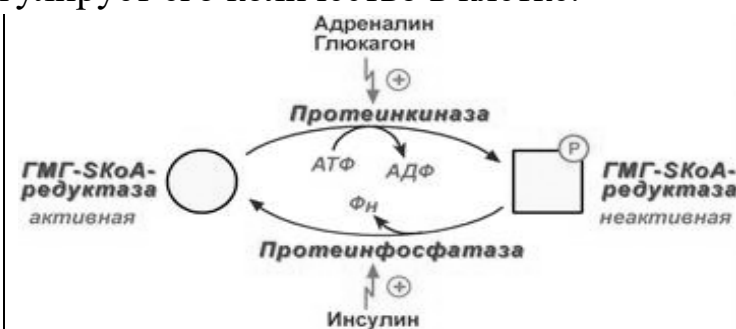 Адреналин
Глюкагон
+
Протеинкиназа
ГМГ-SКоА-
редуктаза
активная
АТФ
АДФ
P
ГМГ-SКоА-
редуктаза
неактивная
Фн
Протеинфосфатаза
+
Инсулин